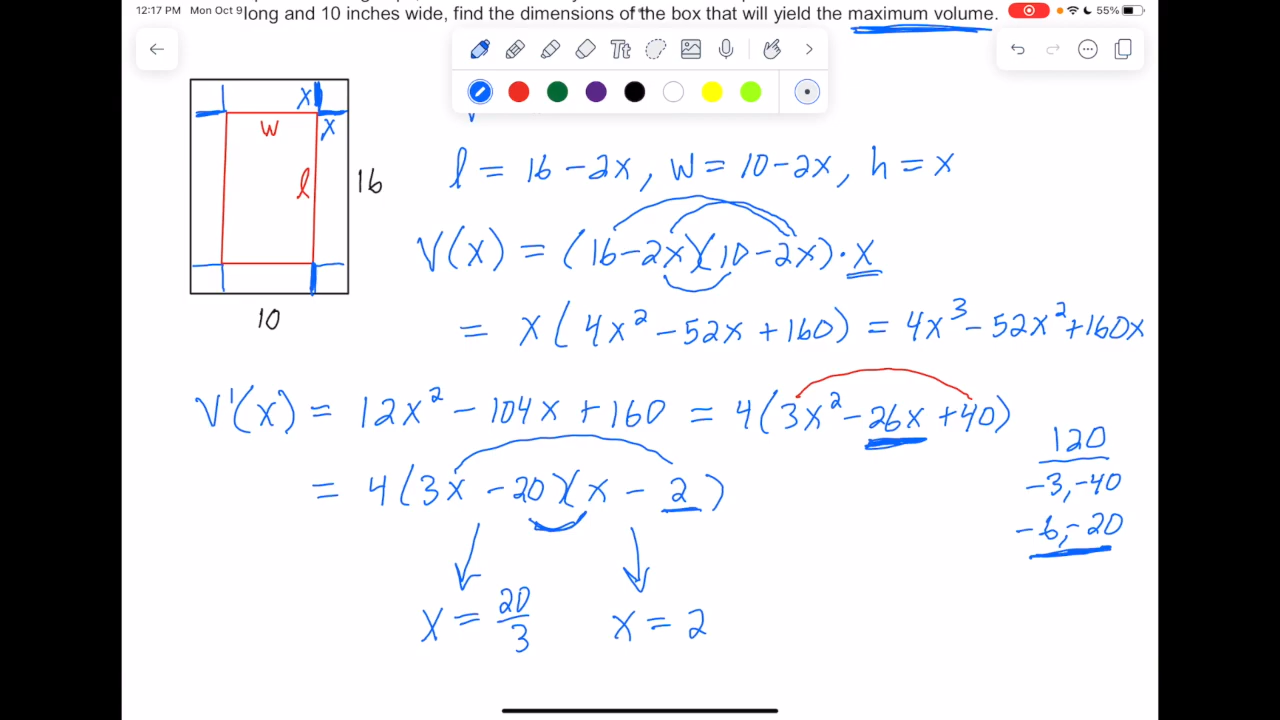 12:17 PM Mon Oct 9
55%
long and 10 inches wide, find the dimensions of the box that will yield the maximum volume.
Tt
x
w
x
l
16
10
l = 16 - 2x, w = 10 - 2x, h = x
V(x) = (16 - 2x)(10 - 2x) · x
= x(4x² - 52x + 160) = 4x³ - 52x² + 160x
V'(x) = 12x² - 104x + 160 = 4(3x² - 26x + 40)
120
-3, -40
-6, -20
= 4(3x - 20)(x - 2)
x = 20/3 x = 2